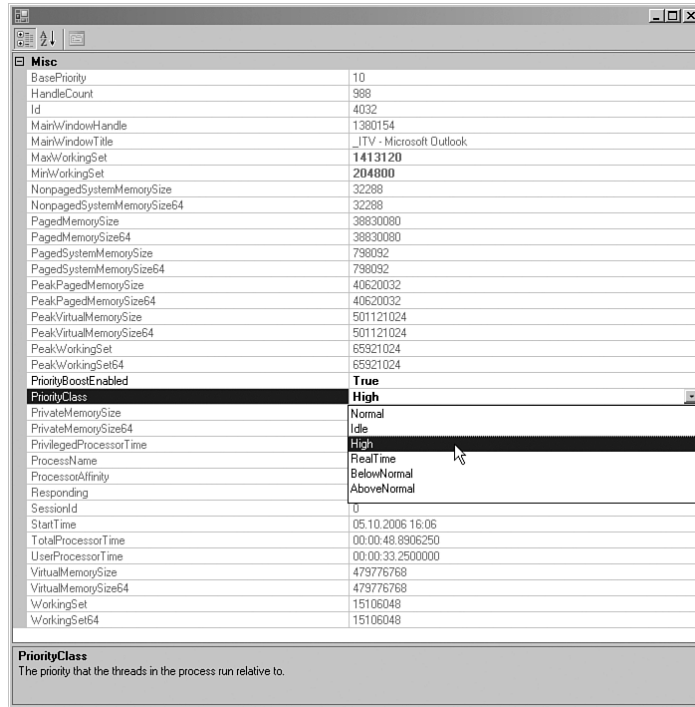 Misc
BasePriority 10
HandleCount 988
Id 4032
MainWindowHandle 1380154
MainWindowTitle _ITV - Microsoft Outlook
MaxWorkingSet 1413120
MinWorkingSet 204800
NonpagedSystemMemorySize 32288
NonpagedSystemMemorySize64 32288
PagedMemorySize 38830080
PagedMemorySize64 38830080
PagedSystemMemorySize 798092
PagedSystemMemorySize64 798092
PeakPagedMemorySize 40620032
PeakPagedMemorySize64 40620032
PeakVirtualMemorySize 501121024
PeakVirtualMemorySize64 501121024
PeakWorkingSet 65921024
PeakWorkingSet64 65921024
PriorityBoostEnabled True
PriorityClass High
PrivateMemorySize Normal
PrivateMemorySize64 Idle
PrivilegedProcessorTime High
ProcessName RealTime
ProcessorAffinity BelowNormal
Responding AboveNormal
SessionId 0
StartTime 05.10.2006 16:06
TotalProcessorTime 00:00:48.8906250
UserProcessorTime 00:00:33.2500000
VirtualMemorySize 479776768
VirtualMemorySize64 479776768
WorkingSet 15106048
WorkingSet64 15106048
PriorityClass
The priority that the threads in the process run relative to.